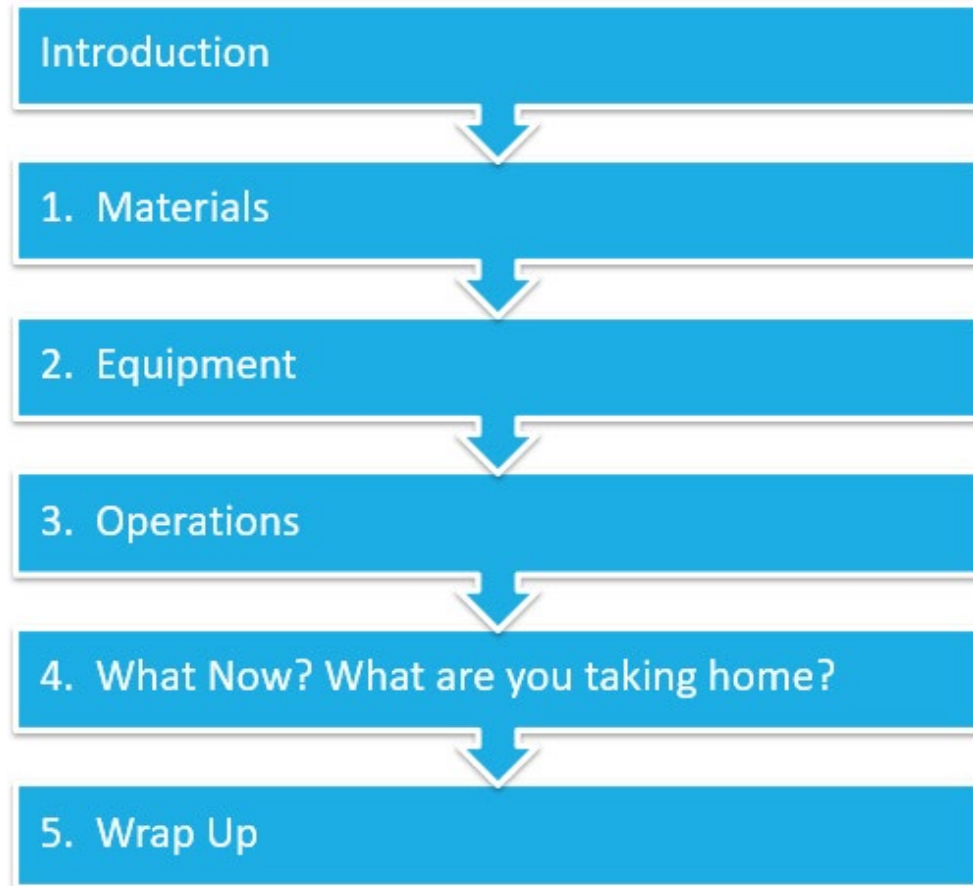 Introduction
1. Materials
2. Equipment
3. Operations
4. What Now? What are you taking home?
5. Wrap Up